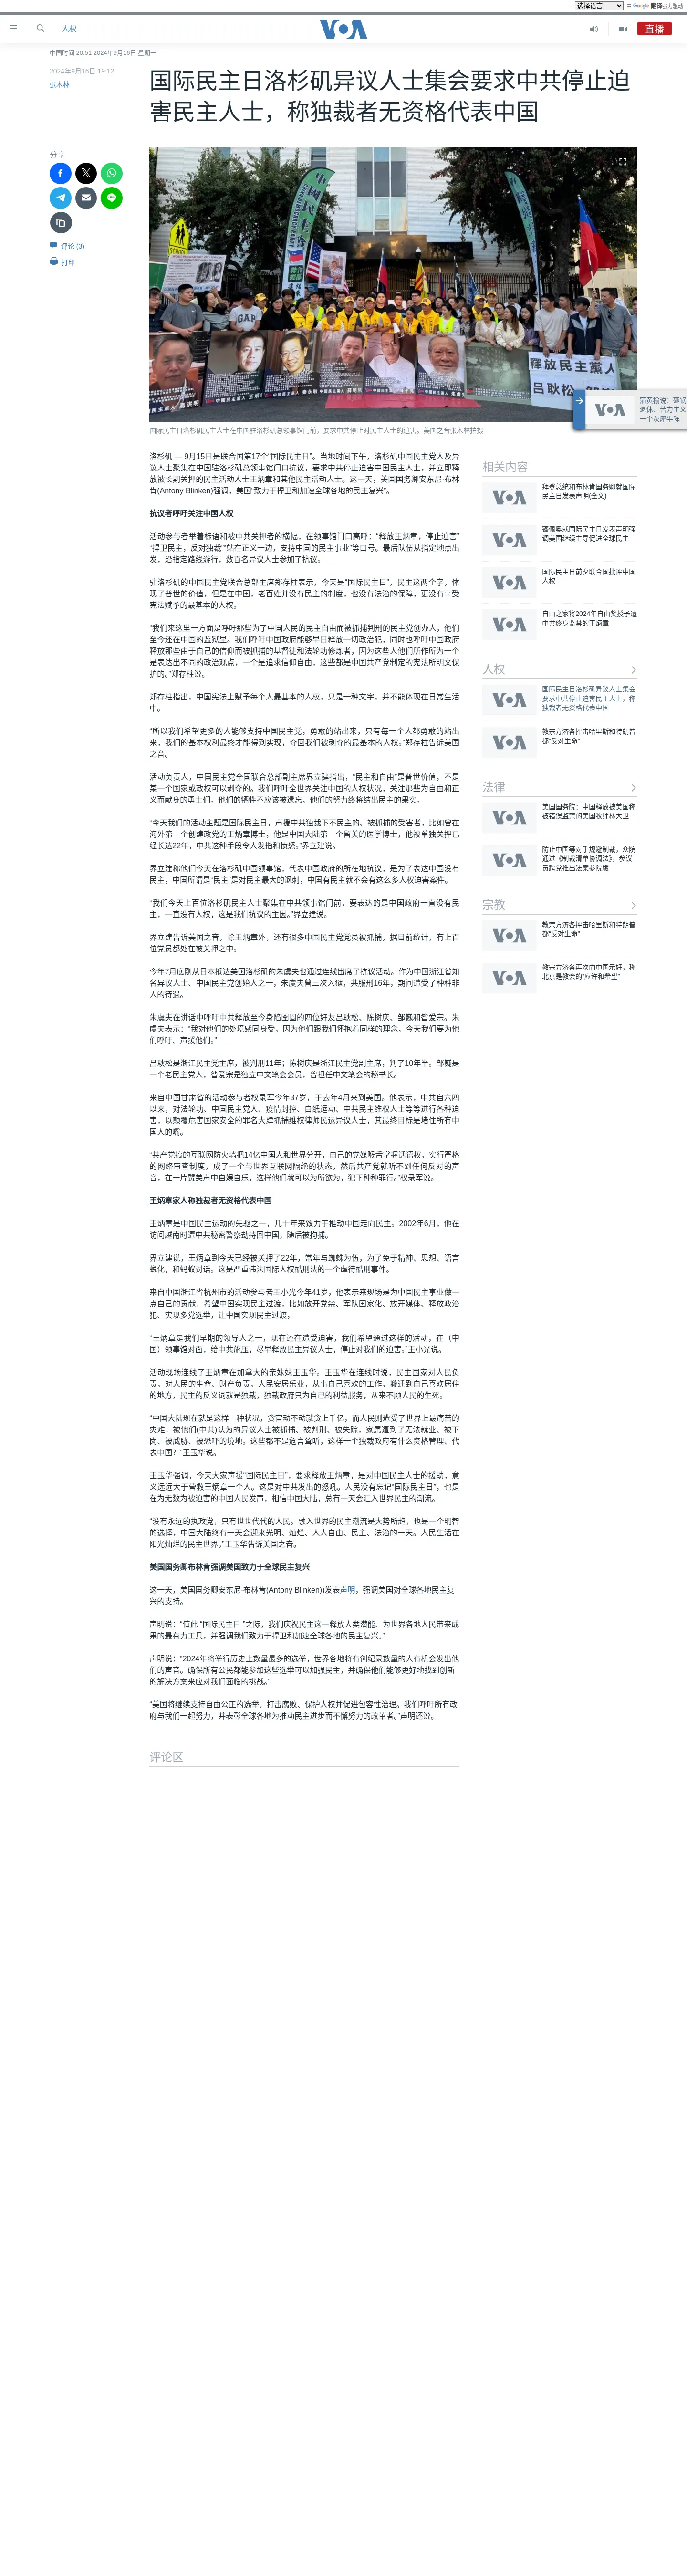 选择语言
由 Google 翻译强力驱动
人权
VOA
直播
中国时间 20:51 2024年9月16日 星期一
2024年9月16日 19:12
张木林
国际民主日洛杉矶异议人士集会要求中共停止迫
害民主人士，称独裁者无资格代表中国
分享
评论 (3)
打印
GAP
釋放民主黨人
国际民主日洛杉矶民主人士在中国驻洛杉矶总领事馆门前，要求中共停止对民主人士的迫害。美国之音张木林拍摄
蒲黄榆说：砸锅
退休、苦力主义
一个灰犀牛阵
洛杉矶 — 9月15日是联合国第17个“国际民主日”。当地时间下午，洛杉矶中国民主党人及异
议人士聚集在中国驻洛杉矶总领事馆门口抗议，要求中共停止迫害中国民主人士，并立即释
放被长期关押的民主活动人士王炳章和其他民主活动人士。这一天，美国国务卿安东尼·布林
肯(Antony Blinken)强调，美国“致力于捍卫和加速全球各地的民主复兴”。
抗议者呼吁关注中国人权
活动参与者举着标语和被中共关押者的横幅，在领事馆门口高呼：“释放王炳章，停止迫害”
“捍卫民主，反对独裁”“站在正义一边，支持中国的民主事业”等口号。最后队伍从指定地点出
发，沿指定路线游行，数百名异议人士参加了抗议。
驻洛杉矶的中国民主党联合总部主席郑存柱表示，今天是“国际民主日”，民主这两个字，体
现了普世的价值，但是在中国，老百姓并没有民主的制度，也没有法治的保障，更没有享受
宪法赋予的最基本的人权。
“我们来这里一方面是呼吁那些为了中国人民的民主自由而被抓捕判刑的民主党创办人，他们
至今还在中国的监狱里。我们呼吁中国政府能够早日释放一切政治犯，同时也呼吁中国政府
释放那些由于自己的信仰而被抓捕的基督徒和法轮功修炼者，因为这些人他们所作所为作一个
是表达出不同的政治观点，一个是追求信仰自由，这些都是中国共产党制定的宪法所明文保
护的。”郑存柱说。
郑存柱指出，中国宪法上赋予每个人最基本的人权，只是一种文字，并不能体现在日常生活
中。
“所以我们希望更多的人能够支持中国民主党，勇敢的站出来，只有每一个人都勇敢的站出
来，我们的基本权利最终才能得到实现，夺回我们被剥夺的最基本的人权。”郑存柱告诉美国
之音。
活动负责人，中国民主党全国联合总部副主席界立建指出，“民主和自由”是普世价值，不是
某一个国家或政权可以剥夺的。我们呼吁全世界关注中国的人权状况，关注那些为自由和正
义而献身的勇士们。他们的牺牲不应该被遗忘，他们的努力终将结出民主的果实。
“今天我们的活动主题是国际民主日，声援中共独裁下不民主的、被抓捕的受害者，比如曾在
海外第一个创建政党的王炳章博士，他是中国大陆第一个留美的医学博士，他被单独关押已
经长达22年，中共这种手段令人发指和愤怒。”界立建说。
界立建称他们今天在洛杉矶中国领事馆，代表中国政府的所在地抗议，是为了表达中国没有
民主，中国所谓是“民主”是对民主最大的讽刺，中国有民主就不会有这么多人权迫害案件。
“我们今天上百位洛杉矶民主人士聚集在中共领事馆门前，要表达的是中国政府一直没有民
主，一直没有人权，这是我们抗议的主因。”界立建说。
界立建告诉美国之音，除王炳章外，还有很多中国民主党党员被抓捕，据目前统计，有上百
位党员都处在被关押之中。
今年7月底刚从日本抵达美国洛杉矶的朱虞夫也通过连线出席了抗议活动。作为中国浙江省知
名异议人士、中国民主党创始人之一，朱虞夫曾三次入狱，共服刑16年，期间遭受了种种非
人的待遇。
朱虞夫在讲话中呼吁中共释放至今身陷囹圄的四位好友吕耿松、陈树庆、邹巍和昝爱宗。朱
虞夫表示：“我对他们的处境感同身受，因为他们跟我们怀抱着同样的理念，今天我们要为他
们呼吁、声援他们。”
吕耿松是浙江民主党主席，被判刑11年；陈树庆是浙江民主党副主席，判了10年半。邹巍是
一个老民主党人，昝爱宗是独立中文笔会会员，曾担任中文笔会的秘书长。
来自中国甘肃省的活动参与者权录军今年37岁，于去年4月来到美国。他表示，中共自六四
以来，对法轮功、中国民主党人、疫情封控、白纸运动、中共民主维权人士等等进行各种迫
害，以颠覆危害国家安全的罪名大肆抓捕维权律师民运异议人士，其最终目标是堵住所有中
国人的嘴。
“共产党搞的互联网防火墙把14亿中国人和世界分开，自己的党媒喉舌掌握话语权，实行严格
的网络审查制度，成了一个与世界互联网隔绝的状态，然后共产党就听不到任何反对的声
音，在一片赞美声中自娱自乐，这样他们就可以为所欲为，犯下种种罪行。”权录军说。
王炳章家人称独裁者无资格代表中国
王炳章是中国民主运动的先驱之一，几十年来致力于推动中国走向民主。2002年6月，他在
访问越南时遭中共秘密警察劫持回中国，随后被拘捕。
界立建说，王炳章到今天已经被关押了22年，常年与蜘蛛为伍，为了免于精神、思想、语言
蜕化，和蚂蚁对话。这是严重违法国际人权酷刑法的一个虐待酷刑事件。
来自中国浙江省杭州市的活动参与者王小光今年41岁，他表示来现场是为中国民主事业做一
点自己的贡献，希望中国实现民主过渡，比如放开党禁、军队国家化、放开媒体、释放政治
犯、实现多党选举，让中国实现民主过渡，
“王炳章是我们早期的领导人之一，现在还在遭受迫害，我们希望通过这样的活动，在（中
国）领事馆对面，给中共施压，尽早释放民主异议人士，停止对我们的迫害。”王小光说。
活动现场连线了王炳章在加拿大的亲妹妹王玉华。王玉华在连线时说，民主国家对人民负
责，对人民的生命、财产负责，人民安居乐业，从事自己喜欢的工作，搬迁到自己喜欢居住
的地方，民主的反义词就是独裁，独裁政府只为自己的利益服务，从来不顾人民的生死。
“中国大陆现在就是这样一种状况，贪官动不动就贪上千亿，而人民则遭受了世界上最痛苦的
灾难，被他们(中共)认为的异议人士被抓捕、被判刑、被失踪，家属遭到了无法就业、被下
岗、被威胁、被恐吓的境地。这些都不是危言耸听，这样一个独裁政府有什么资格管理、代
表中国？”王玉华说。
王玉华强调，今天大家声援“国际民主日”，要求释放王炳章，是对中国民主人士的援助，意
义远远大于营救王炳章一个人。这是对中共发出的怒吼。人民没有忘记“国际民主日”，也是
在为无数为被迫害的中国人民发声，相信中国大陆，总有一天会汇入世界民主的潮流。
“没有永远的执政党，只有世世代代的人民。融入世界的民主潮流是大势所趋，也是一个明智
的选择，中国大陆终有一天会迎来光明、灿烂、人人自由、民主、法治的一天。人民生活在
阳光灿烂的民主世界。”王玉华告诉美国之音。
美国国务卿布林肯强调美国致力于全球民主复兴
这一天，美国国务卿安东尼·布林肯(Antony Blinken))发表声明，强调美国对全球各地民主复
兴的支持。
声明说：“值此 “国际民主日 ”之际，我们庆祝民主这一释放人类潜能、为世界各地人民带来成
果的最有力工具，并强调我们致力于捍卫和加速全球各地的民主复兴。”
声明说：“2024年将举行历史上数量最多的选举，世界各地将有创纪录数量的人有机会发出他
们的声音。确保所有公民都能参加这些选举可以加强民主，并确保他们能够更好地找到创新
的解决方案来应对我们面临的挑战。”
“美国将继续支持自由公正的选举、打击腐败、保护人权并促进包容性治理。我们呼吁所有政
府与我们一起努力，并表彰全球各地为推动民主进步而不懈努力的改革者。”声明还说。
评论区
相关内容
拜登总统和布林肯国务卿就国际
民主日发表声明(全文)
蓬佩奥就国际民主日发表声明强
调美国继续主导促进全球民主
国际民主日前夕联合国批评中国
人权
自由之家将2024年自由奖授予遭
中共终身监禁的王炳章
人权
国际民主日洛杉矶异议人士集会
要求中共停止迫害民主人士，称
独裁者无资格代表中国
教宗方济各抨击哈里斯和特朗普
都“反对生命”
法律
美国国务院：中国释放被美国称
被错误监禁的美国牧师林大卫
防止中国等对手规避制裁，众院
通过《制裁清单协调法》，参议
员跨党推出法案参院版
宗教
教宗方济各抨击哈里斯和特朗普
都“反对生命”
教宗方济各再次向中国示好，称
北京是教会的“应许和希望”